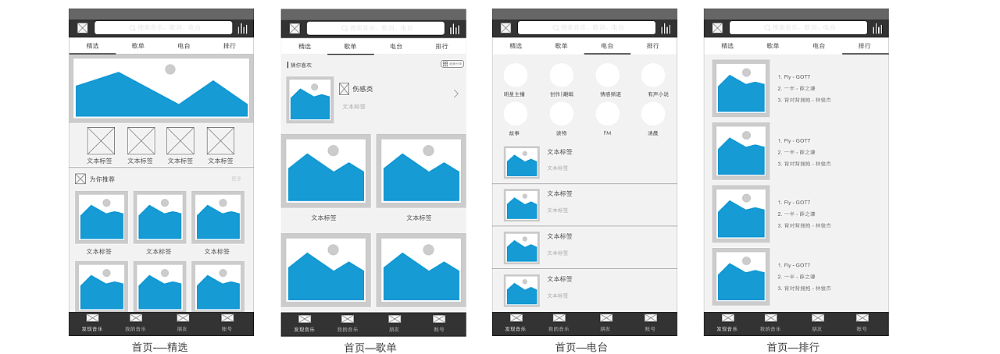 搜索音乐、歌词、电台
精选 歌单 电台 排行
文本标签 文本标签 文本标签 文本标签
为你推荐 更多
文本标签 文本标签 文本标签
发现音乐 我的音乐 朋友 账号
首页-—精选
搜索音乐、歌词、电台
精选 歌单 电台 排行
猜你喜欢 选择分类
伤感类
文本标签
文本标签 文本标签
发现音乐 我的音乐 朋友 账号
首页—歌单
搜索音乐、歌词、电台
精选 歌单 电台 排行
明星主播 创作|翻唱 情感频道 有声小说
故事 读物 FM 清晨
文本标签
文本标签
文本标签
文本标签
文本标签
文本标签
文本标签
文本标签
发现音乐 我的音乐 朋友 账号
首页—电台
搜索音乐、歌词、电台
精选 歌单 电台 排行
1. Fly - GOT7
2. 一半 - 薛之谦
3. 背对背拥抱 - 林俊杰
1. Fly - GOT7
2. 一半 - 薛之谦
3. 背对背拥抱 - 林俊杰
1. Fly - GOT7
2. 一半 - 薛之谦
3. 背对背拥抱 - 林俊杰
1. Fly - GOT7
2. 一半 - 薛之谦
3. 背对背拥抱 - 林俊杰
发现音乐 我的音乐 朋友 账号
首页—排行